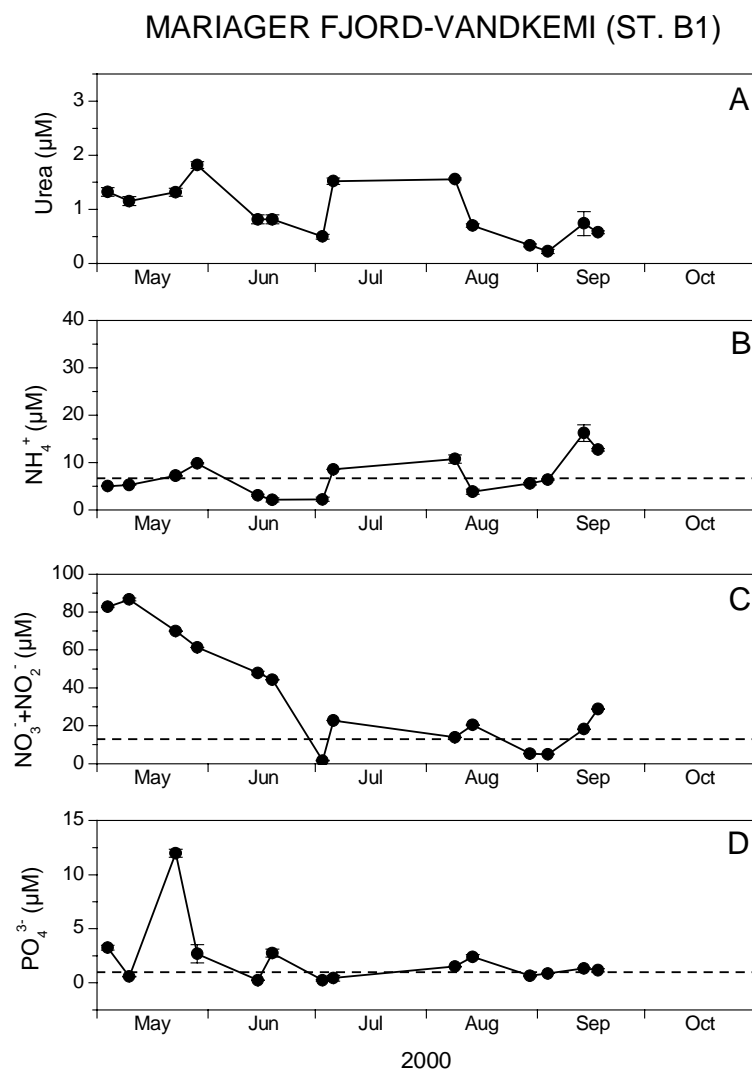 MARIAGER FJORD-VANDKEMI (ST. B1)
A
Urea (µM)
3
2
1
0
May Jun Jul Aug Sep Oct
B
NH₄⁺ (µM)
40
30
20
10
0
May Jun Jul Aug Sep Oct
C
NO₃⁻+NO₂⁻ (µM)
100
80
60
40
20
0
May Jun Jul Aug Sep Oct
D
PO₄³⁻ (µM)
15
10
5
0
May Jun Jul Aug Sep Oct
2000